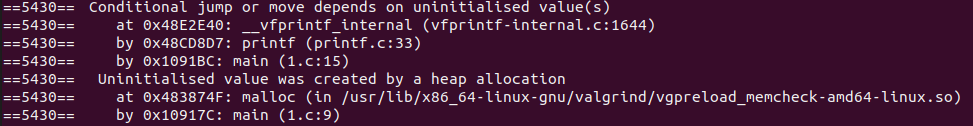 ==5430== Conditional jump or move depends on uninitialised value(s)
==5430==    at 0x48E2E40: __vfprintf_internal (vfprintf-internal.c:1644)
==5430==    by 0x48CD8D7: printf (printf.c:33)
==5430==    by 0x1091BC: main (1.c:15)
==5430==  Uninitialised value was created by a heap allocation
==5430==    at 0x483874F: malloc (in /usr/lib/x86_64-linux-gnu/valgrind/vgpreload_memcheck-amd64-linux.so)
==5430==    by 0x10917C: main (1.c:9)